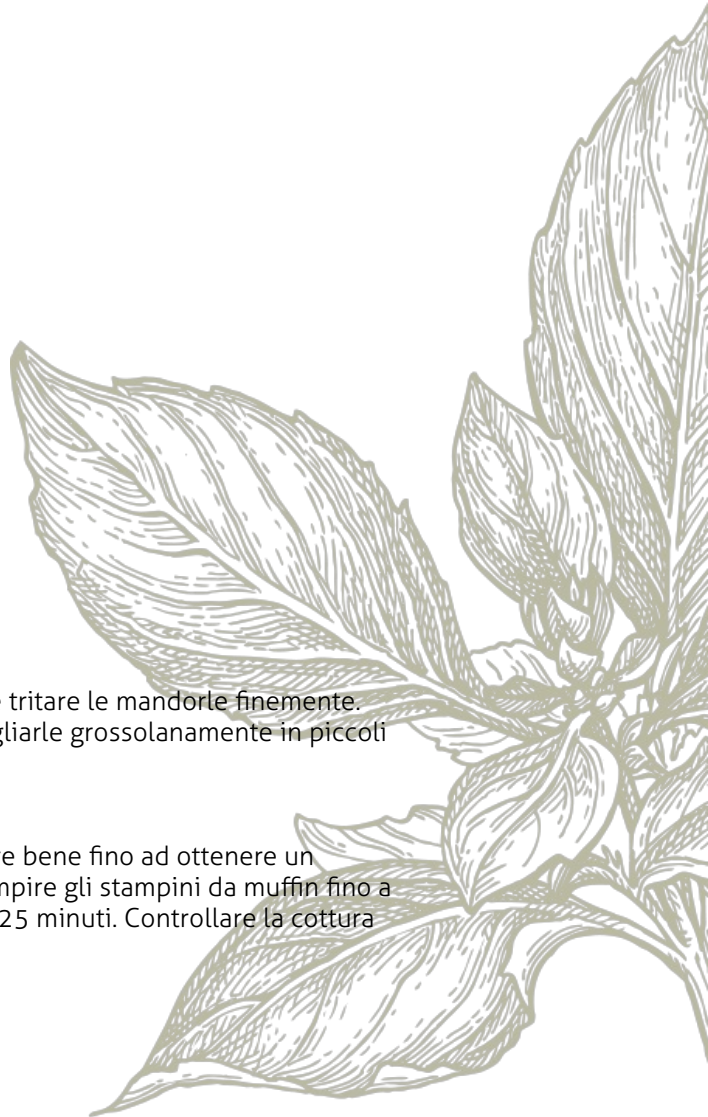 e tritare le mandorle finemente.
gliarle grossolanamente in piccoli
re bene fino ad ottenere un
mpire gli stampini da muffin fino a
25 minuti. Controllare la cottura